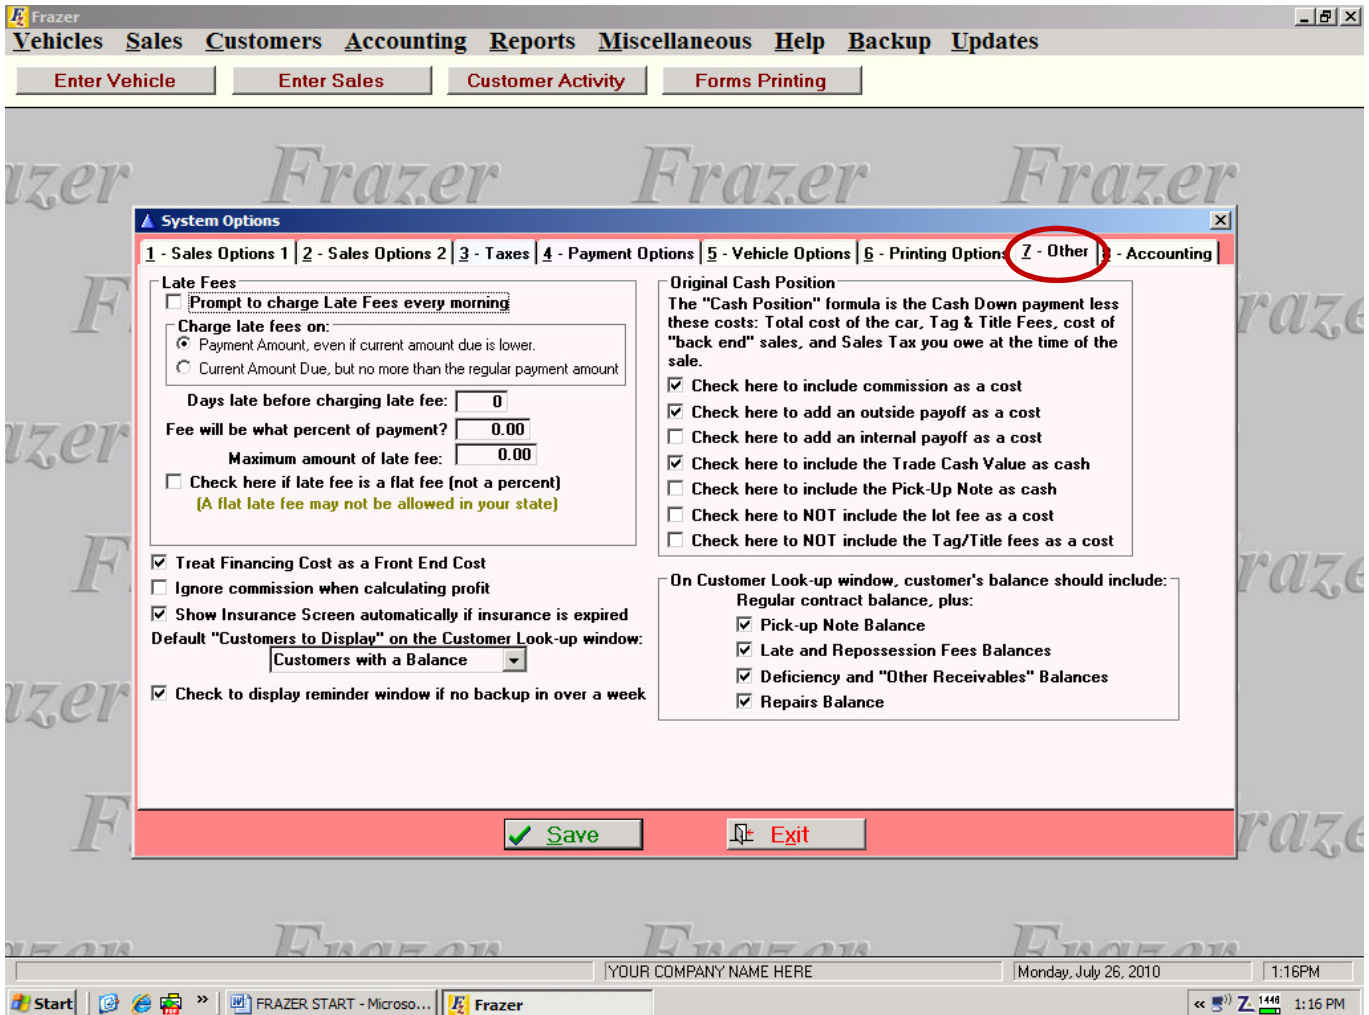 Frazer
Vehicles Sales Customers Accounting Reports Miscellaneous Help Backup Updates
Enter Vehicle Enter Sales Customer Activity Forms Printing
Frazer Frazer Frazer
System Options
1 - Sales Options 1 2 - Sales Options 2 3 - Taxes 4 - Payment Options 5 - Vehicle Options 6 - Printing Options 7 - Other 8 - Accounting
Late Fees
Prompt to charge Late Fees every morning
Charge late fees on:
Payment Amount, even if current amount due is lower.
Current Amount Due, but no more than the regular payment amount
Days late before charging late fee: 0
Fee will be what percent of payment? 0.00
Maximum amount of late fee: 0.00
Check here if late fee is a flat fee (not a percent)
(A flat late fee may not be allowed in your state)
Treat Financing Cost as a Front End Cost
Ignore commission when calculating profit
Show Insurance Screen automatically if insurance is expired
Default "Customers to Display" on the Customer Look-up window:
Customers with a Balance
Check to display reminder window if no backup in over a week
Original Cash Position
The "Cash Position" formula is the Cash Down payment less
these costs: Total cost of the car, Tag & Title Fees, cost of
"back end" sales, and Sales Tax you owe at the time of the
sale.
Check here to include commission as a cost
Check here to add an outside payoff as a cost
Check here to add an internal payoff as a cost
Check here to include the Trade Cash Value as cash
Check here to include the Pick-Up Note as cash
Check here to NOT include the lot fee as a cost
Check here to NOT include the Tag/Title fees as a cost
On Customer Look-up window, customer's balance should include:
Regular contract balance, plus:
Pick-up Note Balance
Late and Repossession Fees Balances
Deficiency and "Other Receivables" Balances
Repairs Balance
Save Exit
YOUR COMPANY NAME HERE Monday, July 26, 2010 1:16PM
Start FRAZER START - Microso... Frazer 1:16 PM